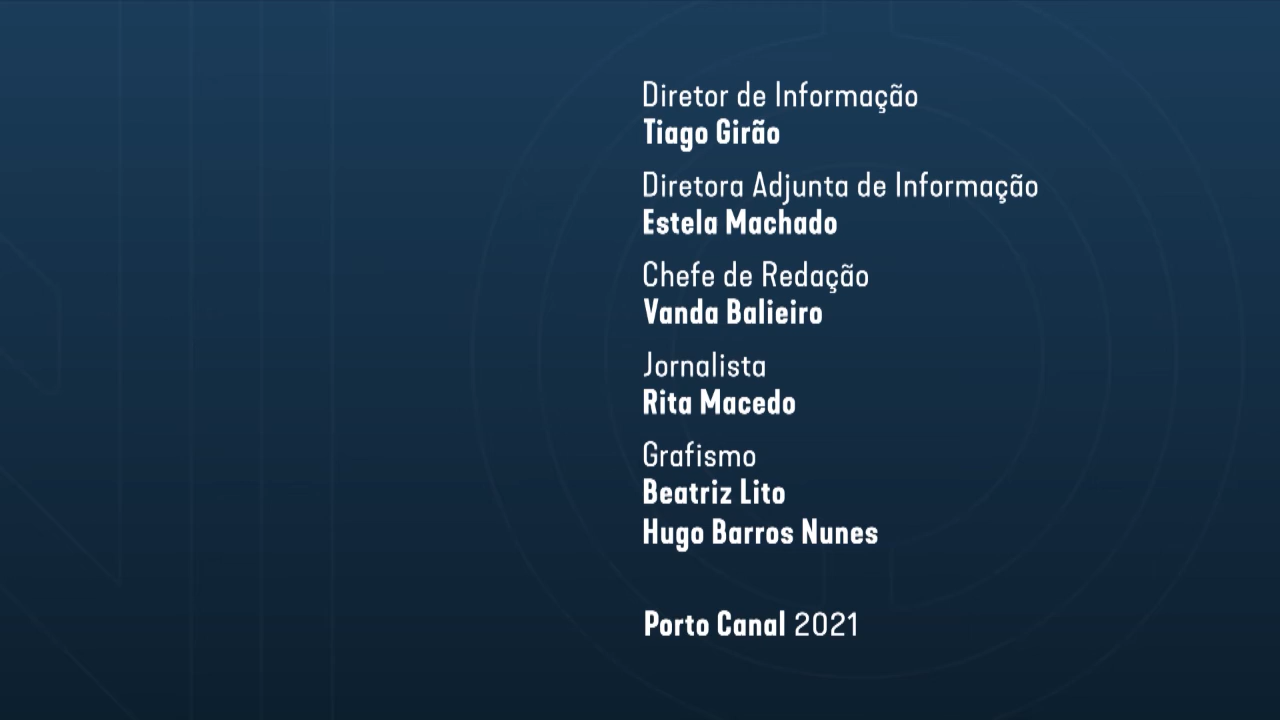 Diretor de Informação
Tiago Girão
Diretora Adjunta de Informação
Estela Machado
Chefe de Redação
Vanda Balieiro
Jornalista
Rita Macedo
Grafismo
Beatriz Lito
Hugo Barros Nunes
Porto Canal 2021